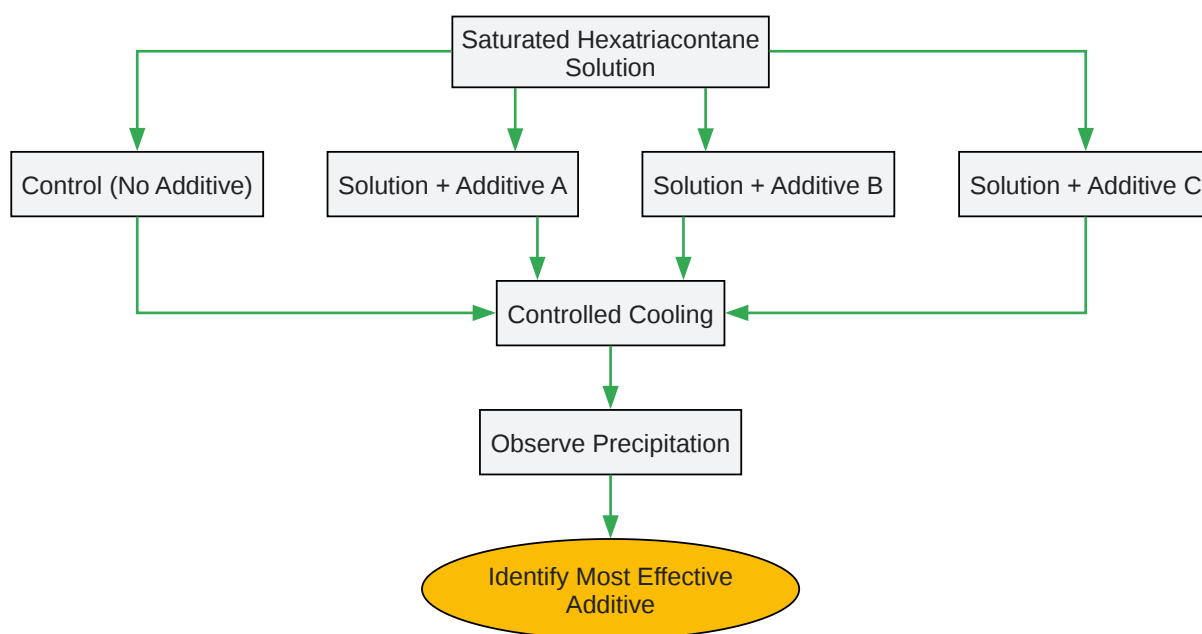 Saturated Hexatriacontane
Solution
Control (No Additive)
Solution + Additive A
Solution + Additive B
Solution + Additive C
Controlled Cooling
Observe Precipitation
Identify Most Effective
Additive